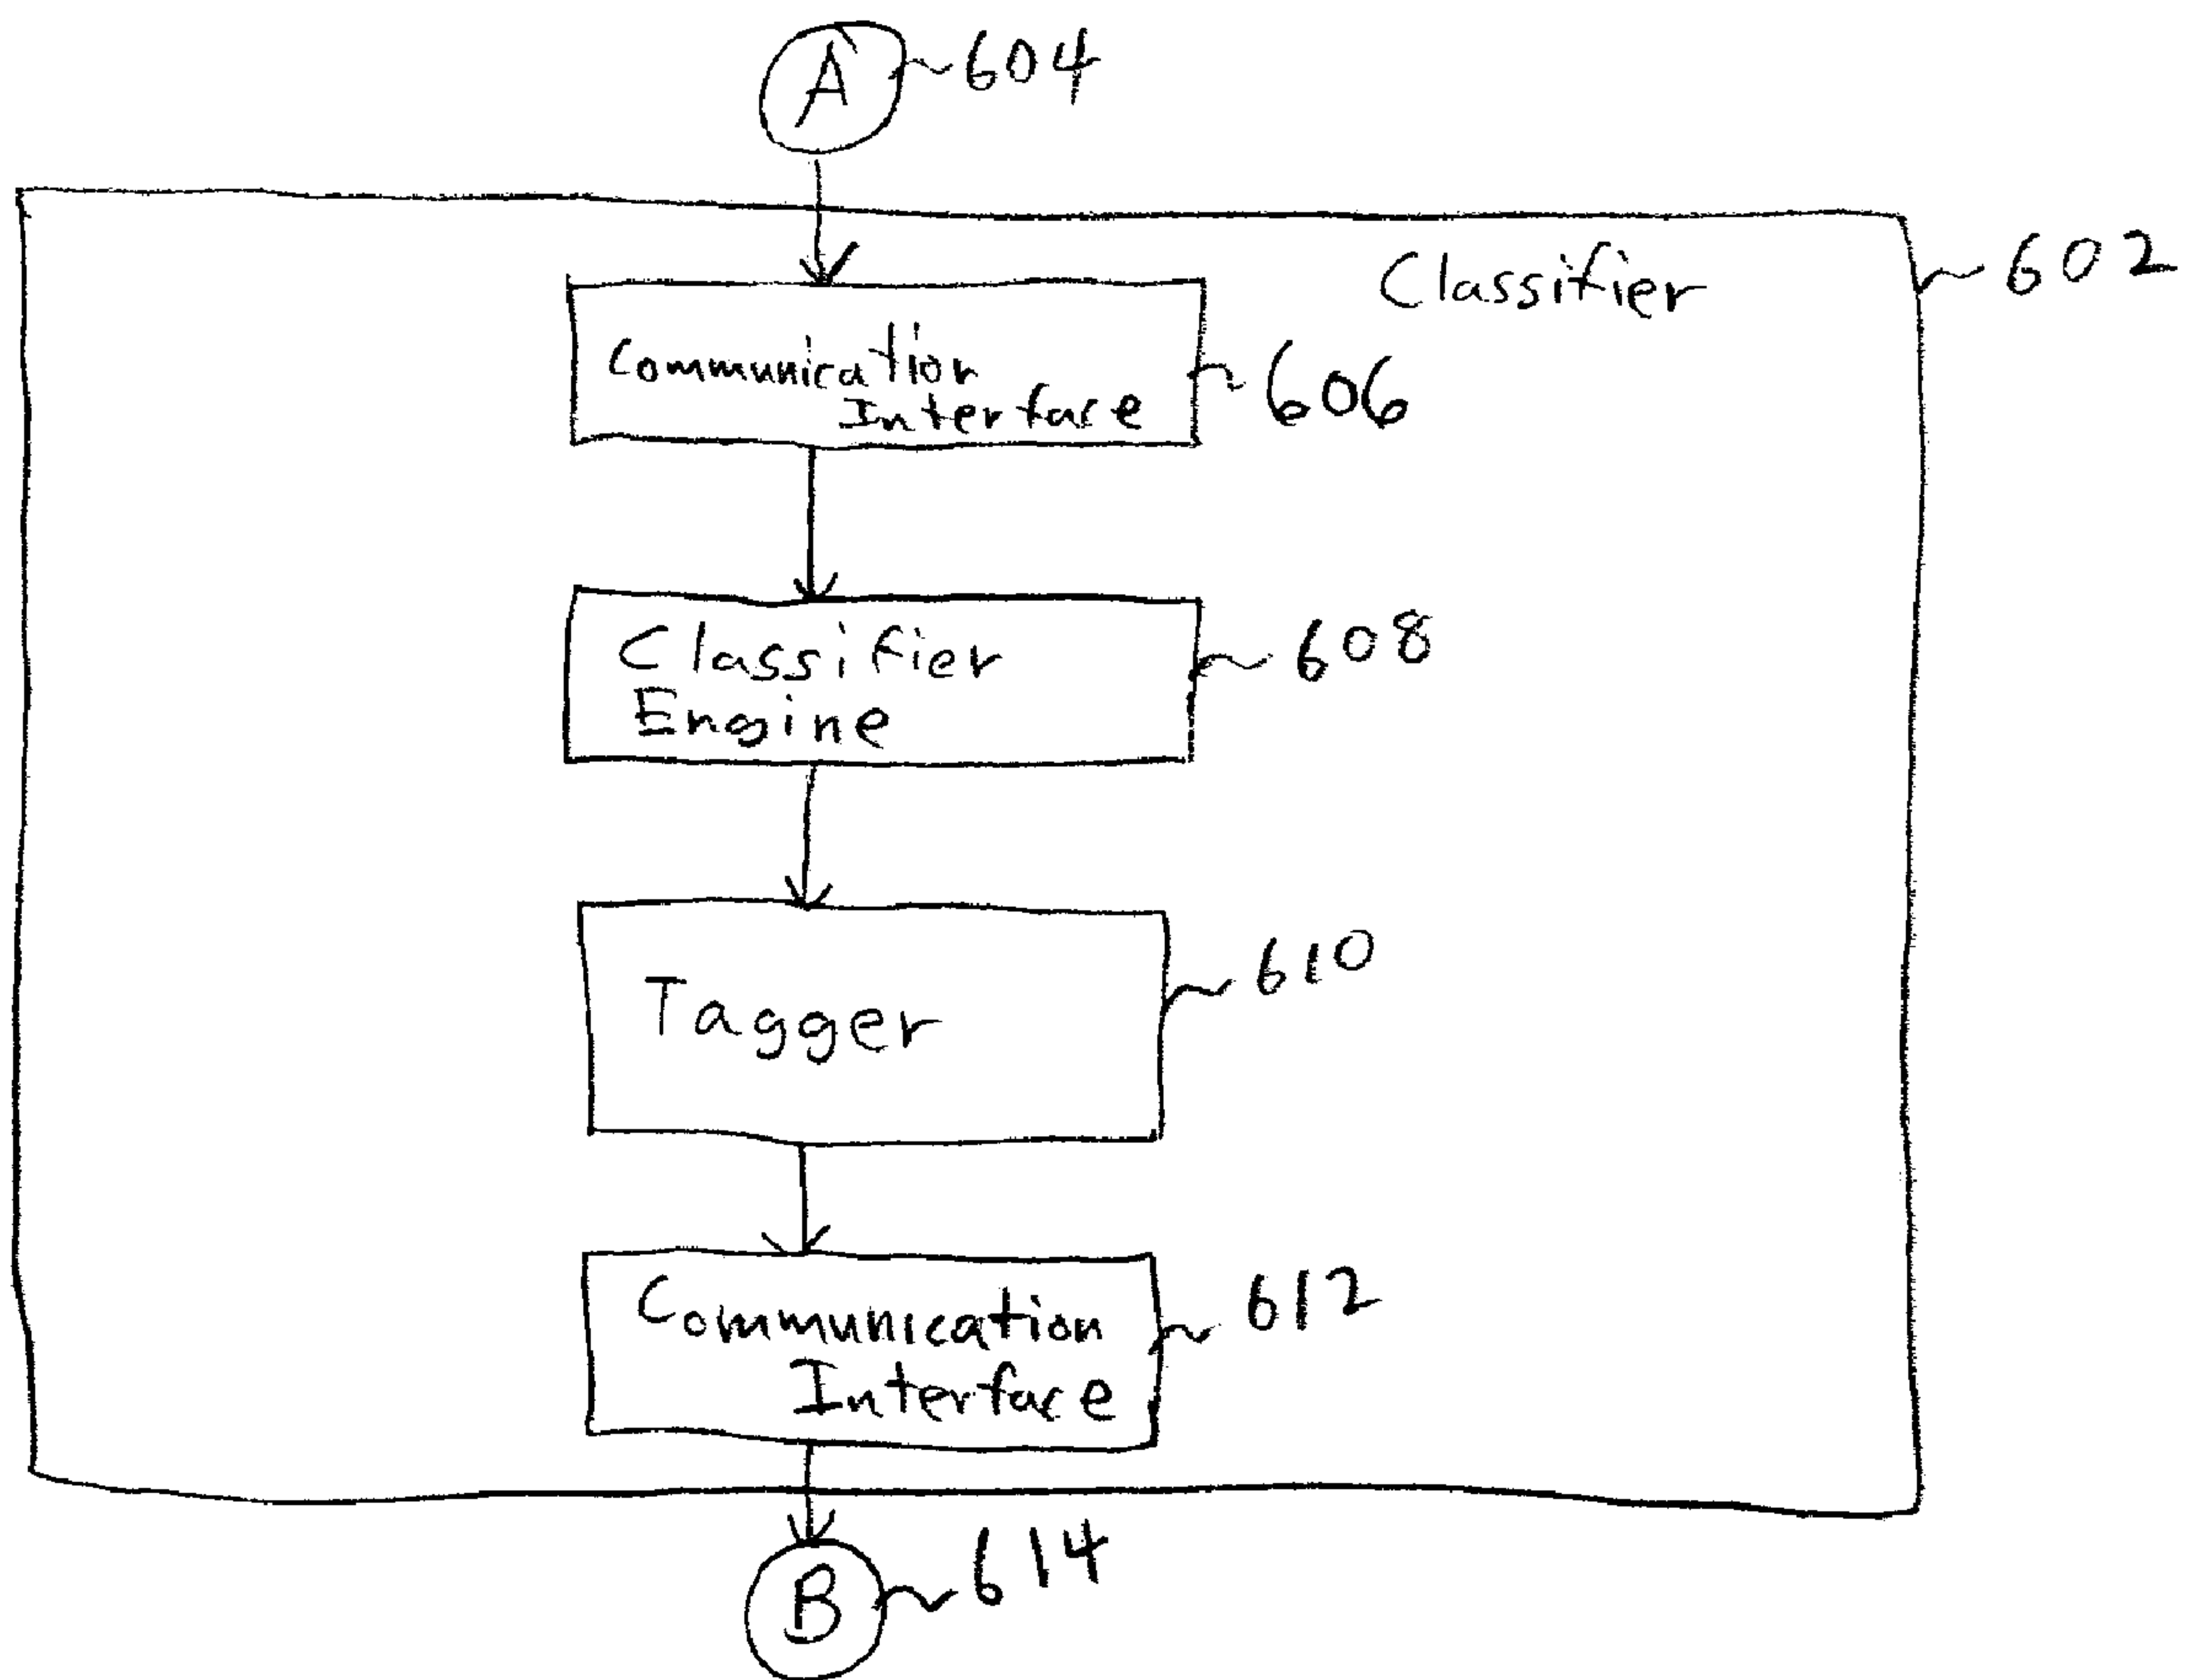 A 604
Classifier 602
Communication
Interface 606
Classifier 608
Engine
Tagger 610
Communication 612
Interface
B 614